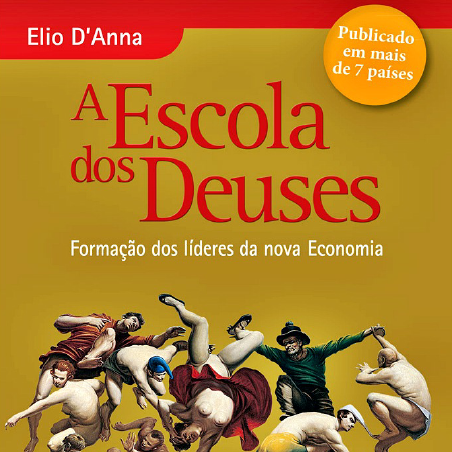 Elio D'Anna
Publicado
em mais
de 7 países
A Escola
dos Deuses
Formação dos líderes da nova Economia